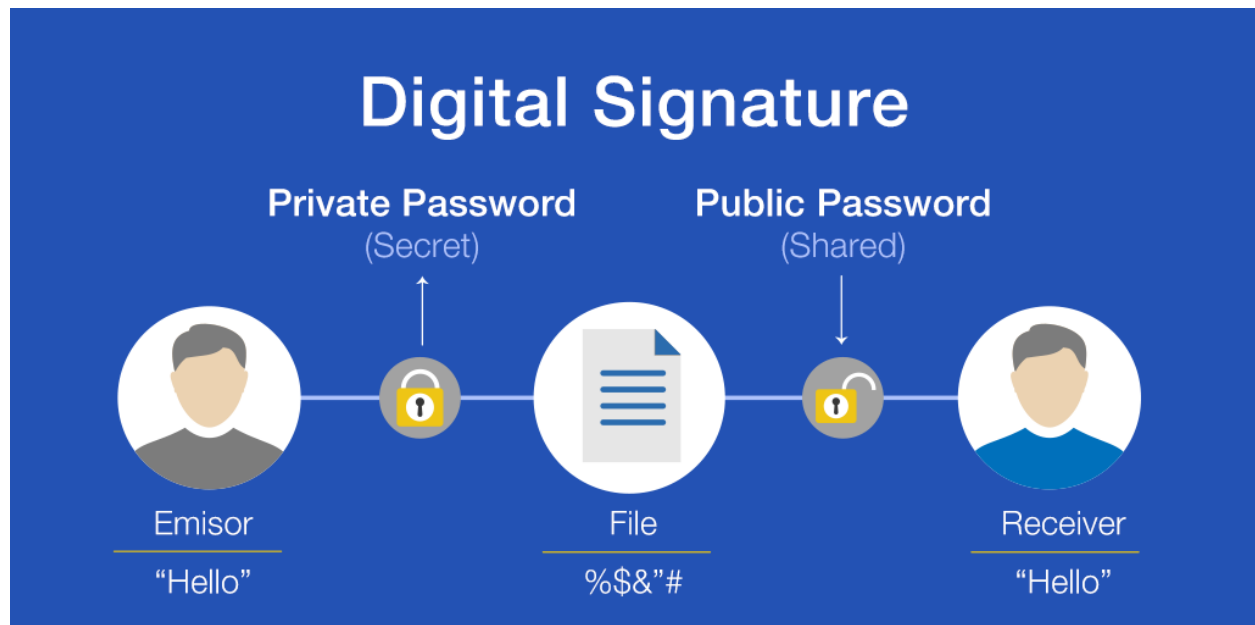 Digital Signature
Private Password
(Secret)
Public Password
(Shared)
Emisor
“Hello”
File
%$&”#
Receiver
“Hello”